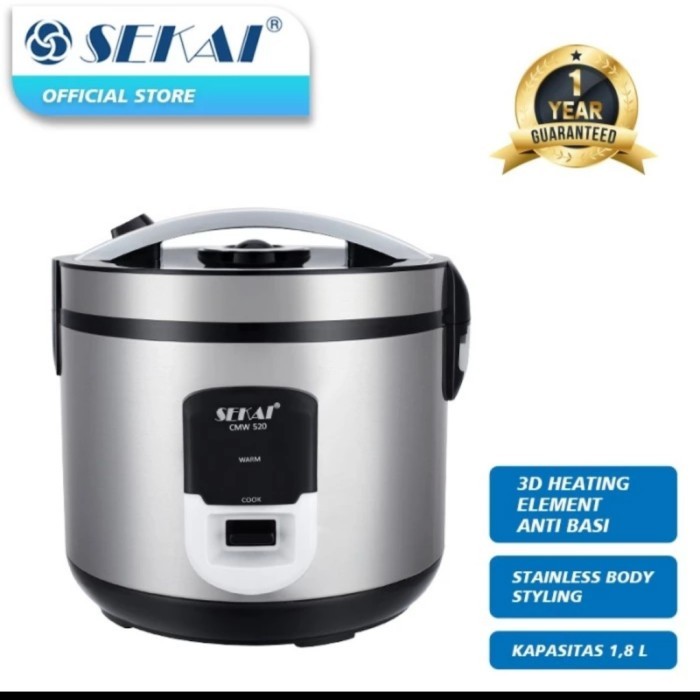 SEKAI®
OFFICIAL STORE
1
YEAR
GUARANTEED
SEKAI®
CMW 520
WARM
COOK
3D HEATING
ELEMENT
ANTI BASI
STAINLESS BODY
STYLING
KAPASITAS 1,8 L